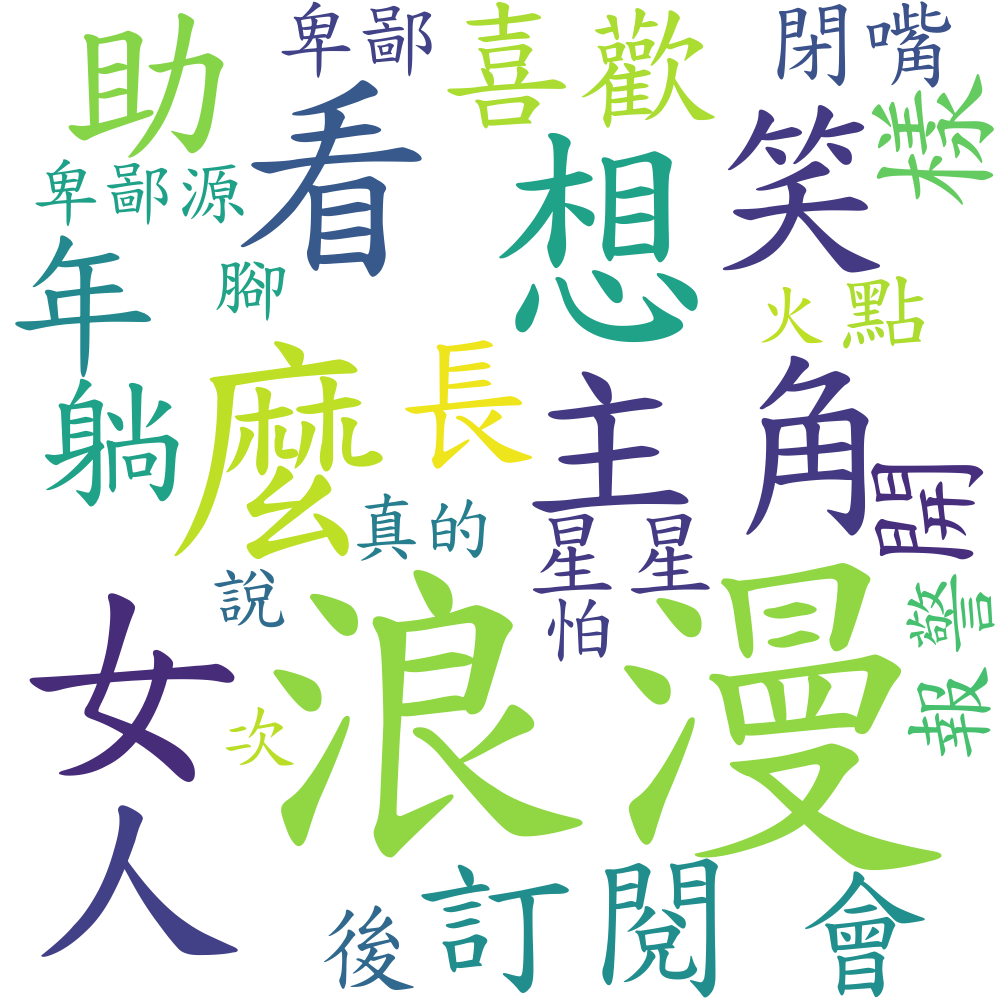 助
卑鄙
喜歡
閉嘴
看
想
笑
樣
卑鄙源
年
腳
火點
躺
麼
長
主角
開
真的
星星
說
怕
警
報
女
浪漫
次
人
後
訂閱
會